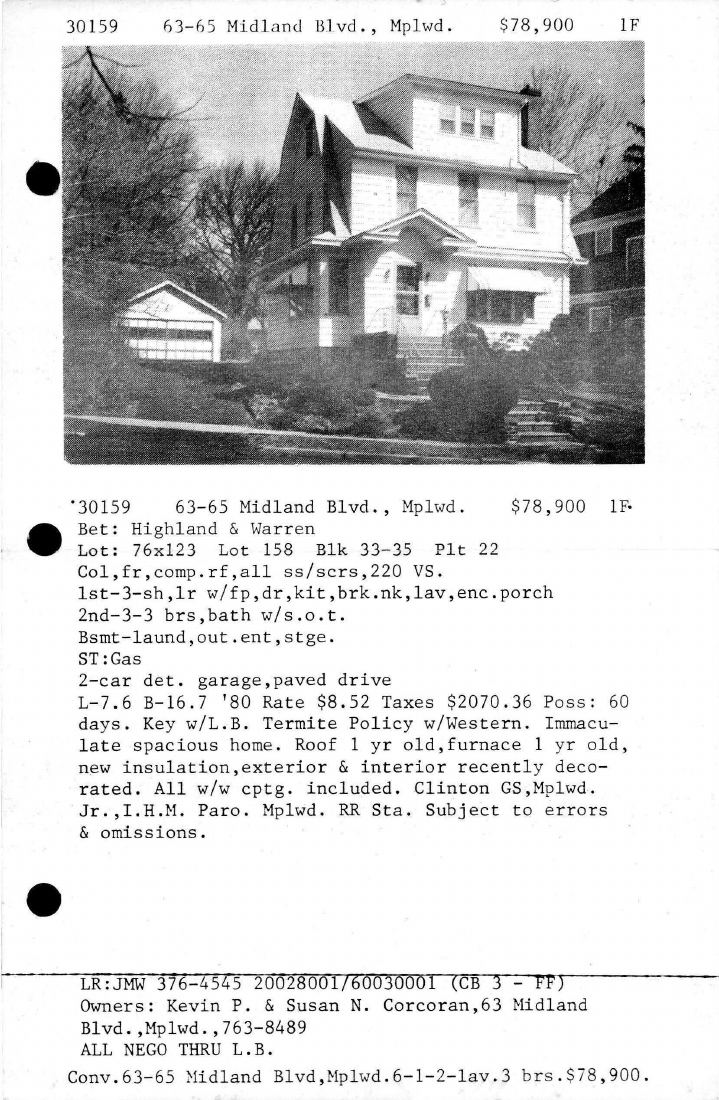 30159 63-65 Midland Blvd., Mplwd. $78,900 1F
30159 63-65 Midland Blvd., Mplwd. $78,900 1F
Bet: Highland & Warren
Lot: 76x123 Lot 158 Blk 33-35 Plt 22
Col,fr,comp.rf,all ss/scrs,220 VS.
1st-3-sh,lr w/fp,dr,kit,brk.nk,lav,enc.porch
2nd-3-3 brs,bath w/s.o.t.
Bsmt-laund,out.ent,stge.
ST:Gas
2-car det. garage,paved drive
L-7.6 B-16.7 '80 Rate $8.52 Taxes $2070.36 Poss: 60
days. Key w/L.B. Termite Policy w/Western. Immacu-
late spacious home. Roof 1 yr old,furnace 1 yr old,
new insulation,exterior & interior recently deco-
rated. All w/w cptg. included. Clinton GS,Mplwd.
Jr.,I.H.M. Paro. Mplwd. RR Sta. Subject to errors
& omissions.
LR:JMW 376-4545 20028001/60030001 (CB 3 - FF)
Owners: Kevin P. & Susan N. Corcoran,63 Midland
Blvd.,Mplwd.,763-8489
ALL NEGO THRU L.B.
Conv.63-65 Midland Blvd,Mplwd.6-1-2-lav.3 brs.$78,900.